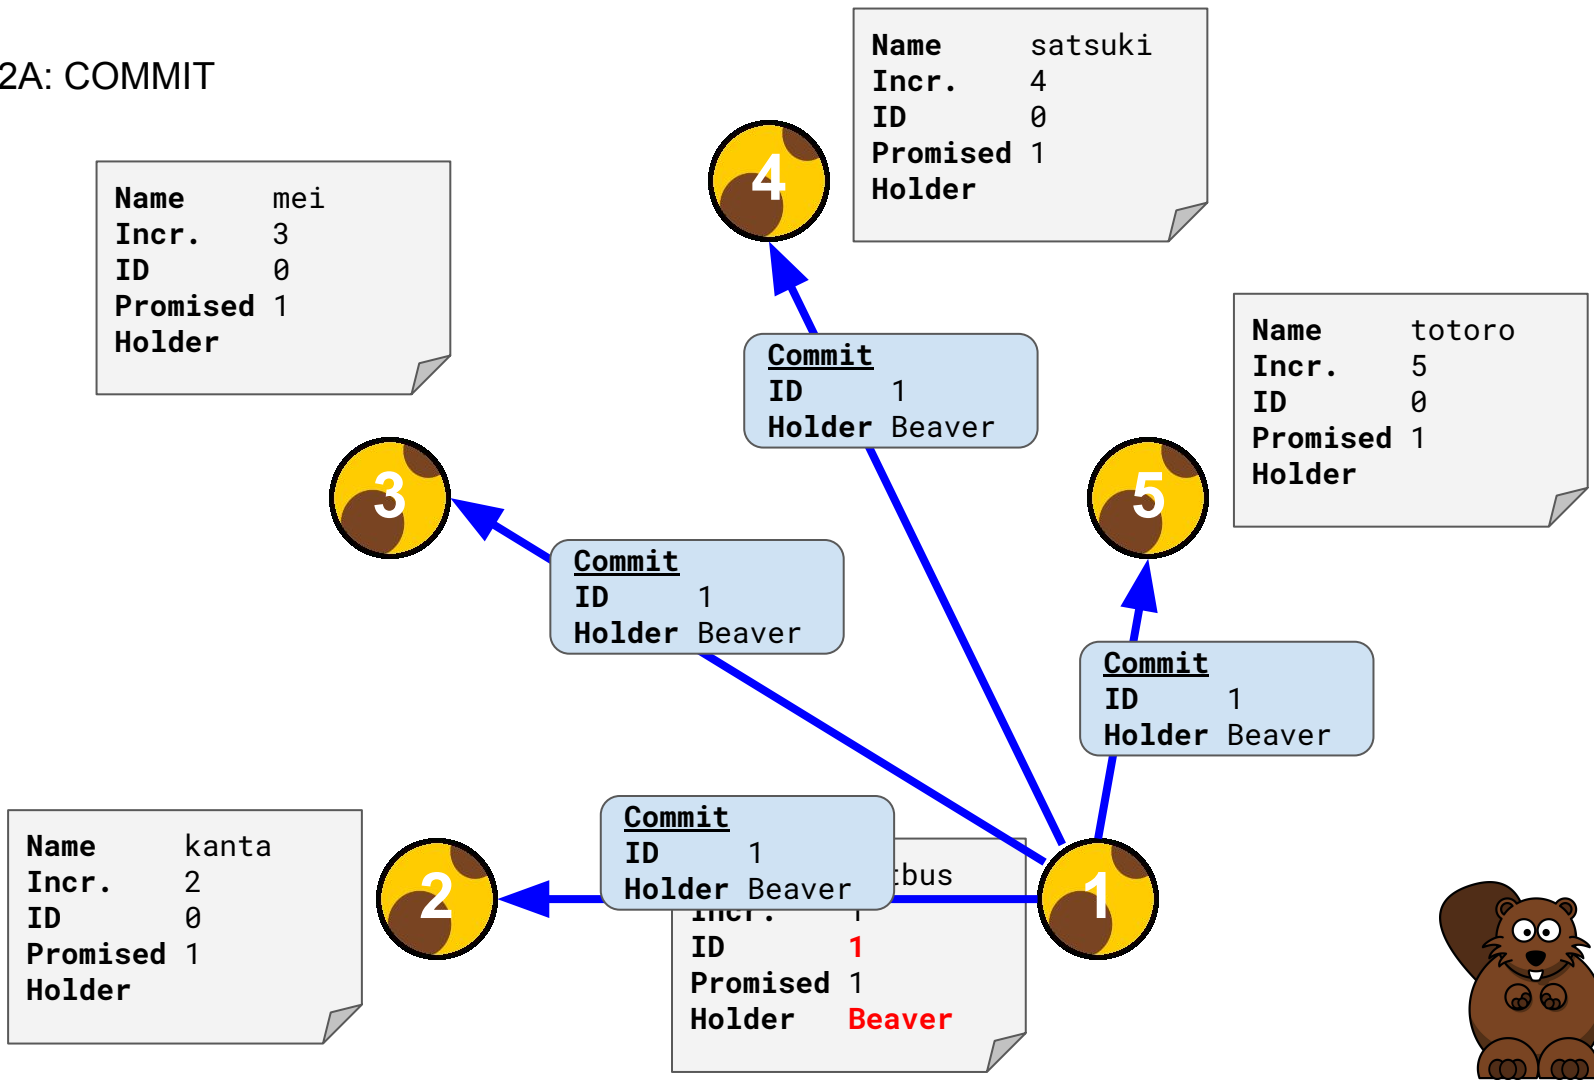 2A: COMMIT
Name satsuki
Incr. 4
ID 0
Promised 1
Holder
4
Name mei
Incr. 3
ID 0
Promised 1
Holder
Name totoro
Incr. 5
ID 0
Promised 1
Holder
Commit
ID 1
Holder Beaver
3
5
Commit
ID 1
Holder Beaver
Commit
ID 1
Holder Beaver
Name kanta
Incr. 2
ID 0
Promised 1
Holder
2
Commit
ID 1
Holder Beaver
1
tbus
Incr. 1
ID 1
Promised 1
Holder Beaver